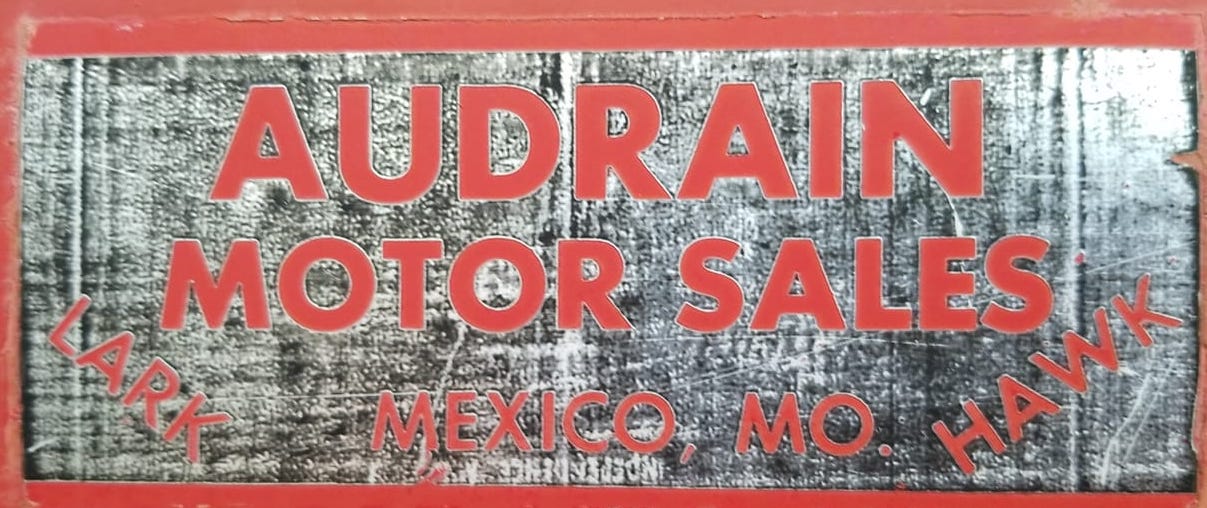 AUDRAIN
MOTOR SALES
LARK
MEXICO, MO.
HAWK